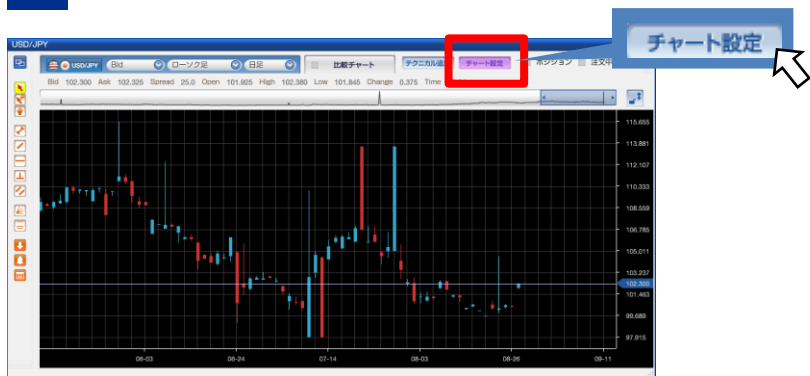 チャート設定
USD/JPY
USD/JPY Bid ローソク足 日足 比較チャート テクニカル追 チャート設定 ポジション 注文中
Bid 102.300 Ask 102.325 Spread 25.0 Open 101.925 High 102.380 Low 101.845 Change 0.375 Time
115.655
113.881
112.107
110.333
108.559
106.785
105.011
103.237
102.300
101.463
99.689
97.915
06-03 06-24 07-14 08-03 08-26 09-11